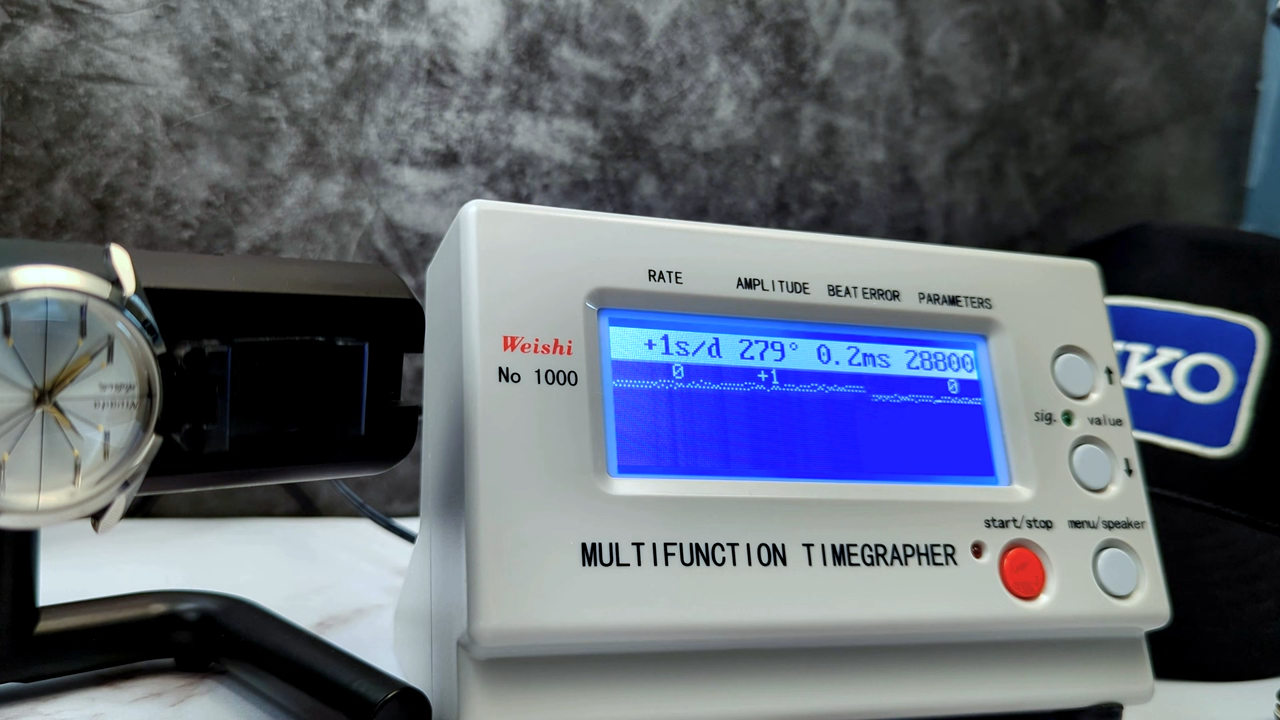 RATE AMPLITUDE BEAT ERROR PARAMETERS
Weishi
No 1000
+1s/d 279° 0.2ms 28800
0 +1 0
sig. value
start/stop menu/speaker
MULTIFUNCTION TIMEGRAPHER
KO